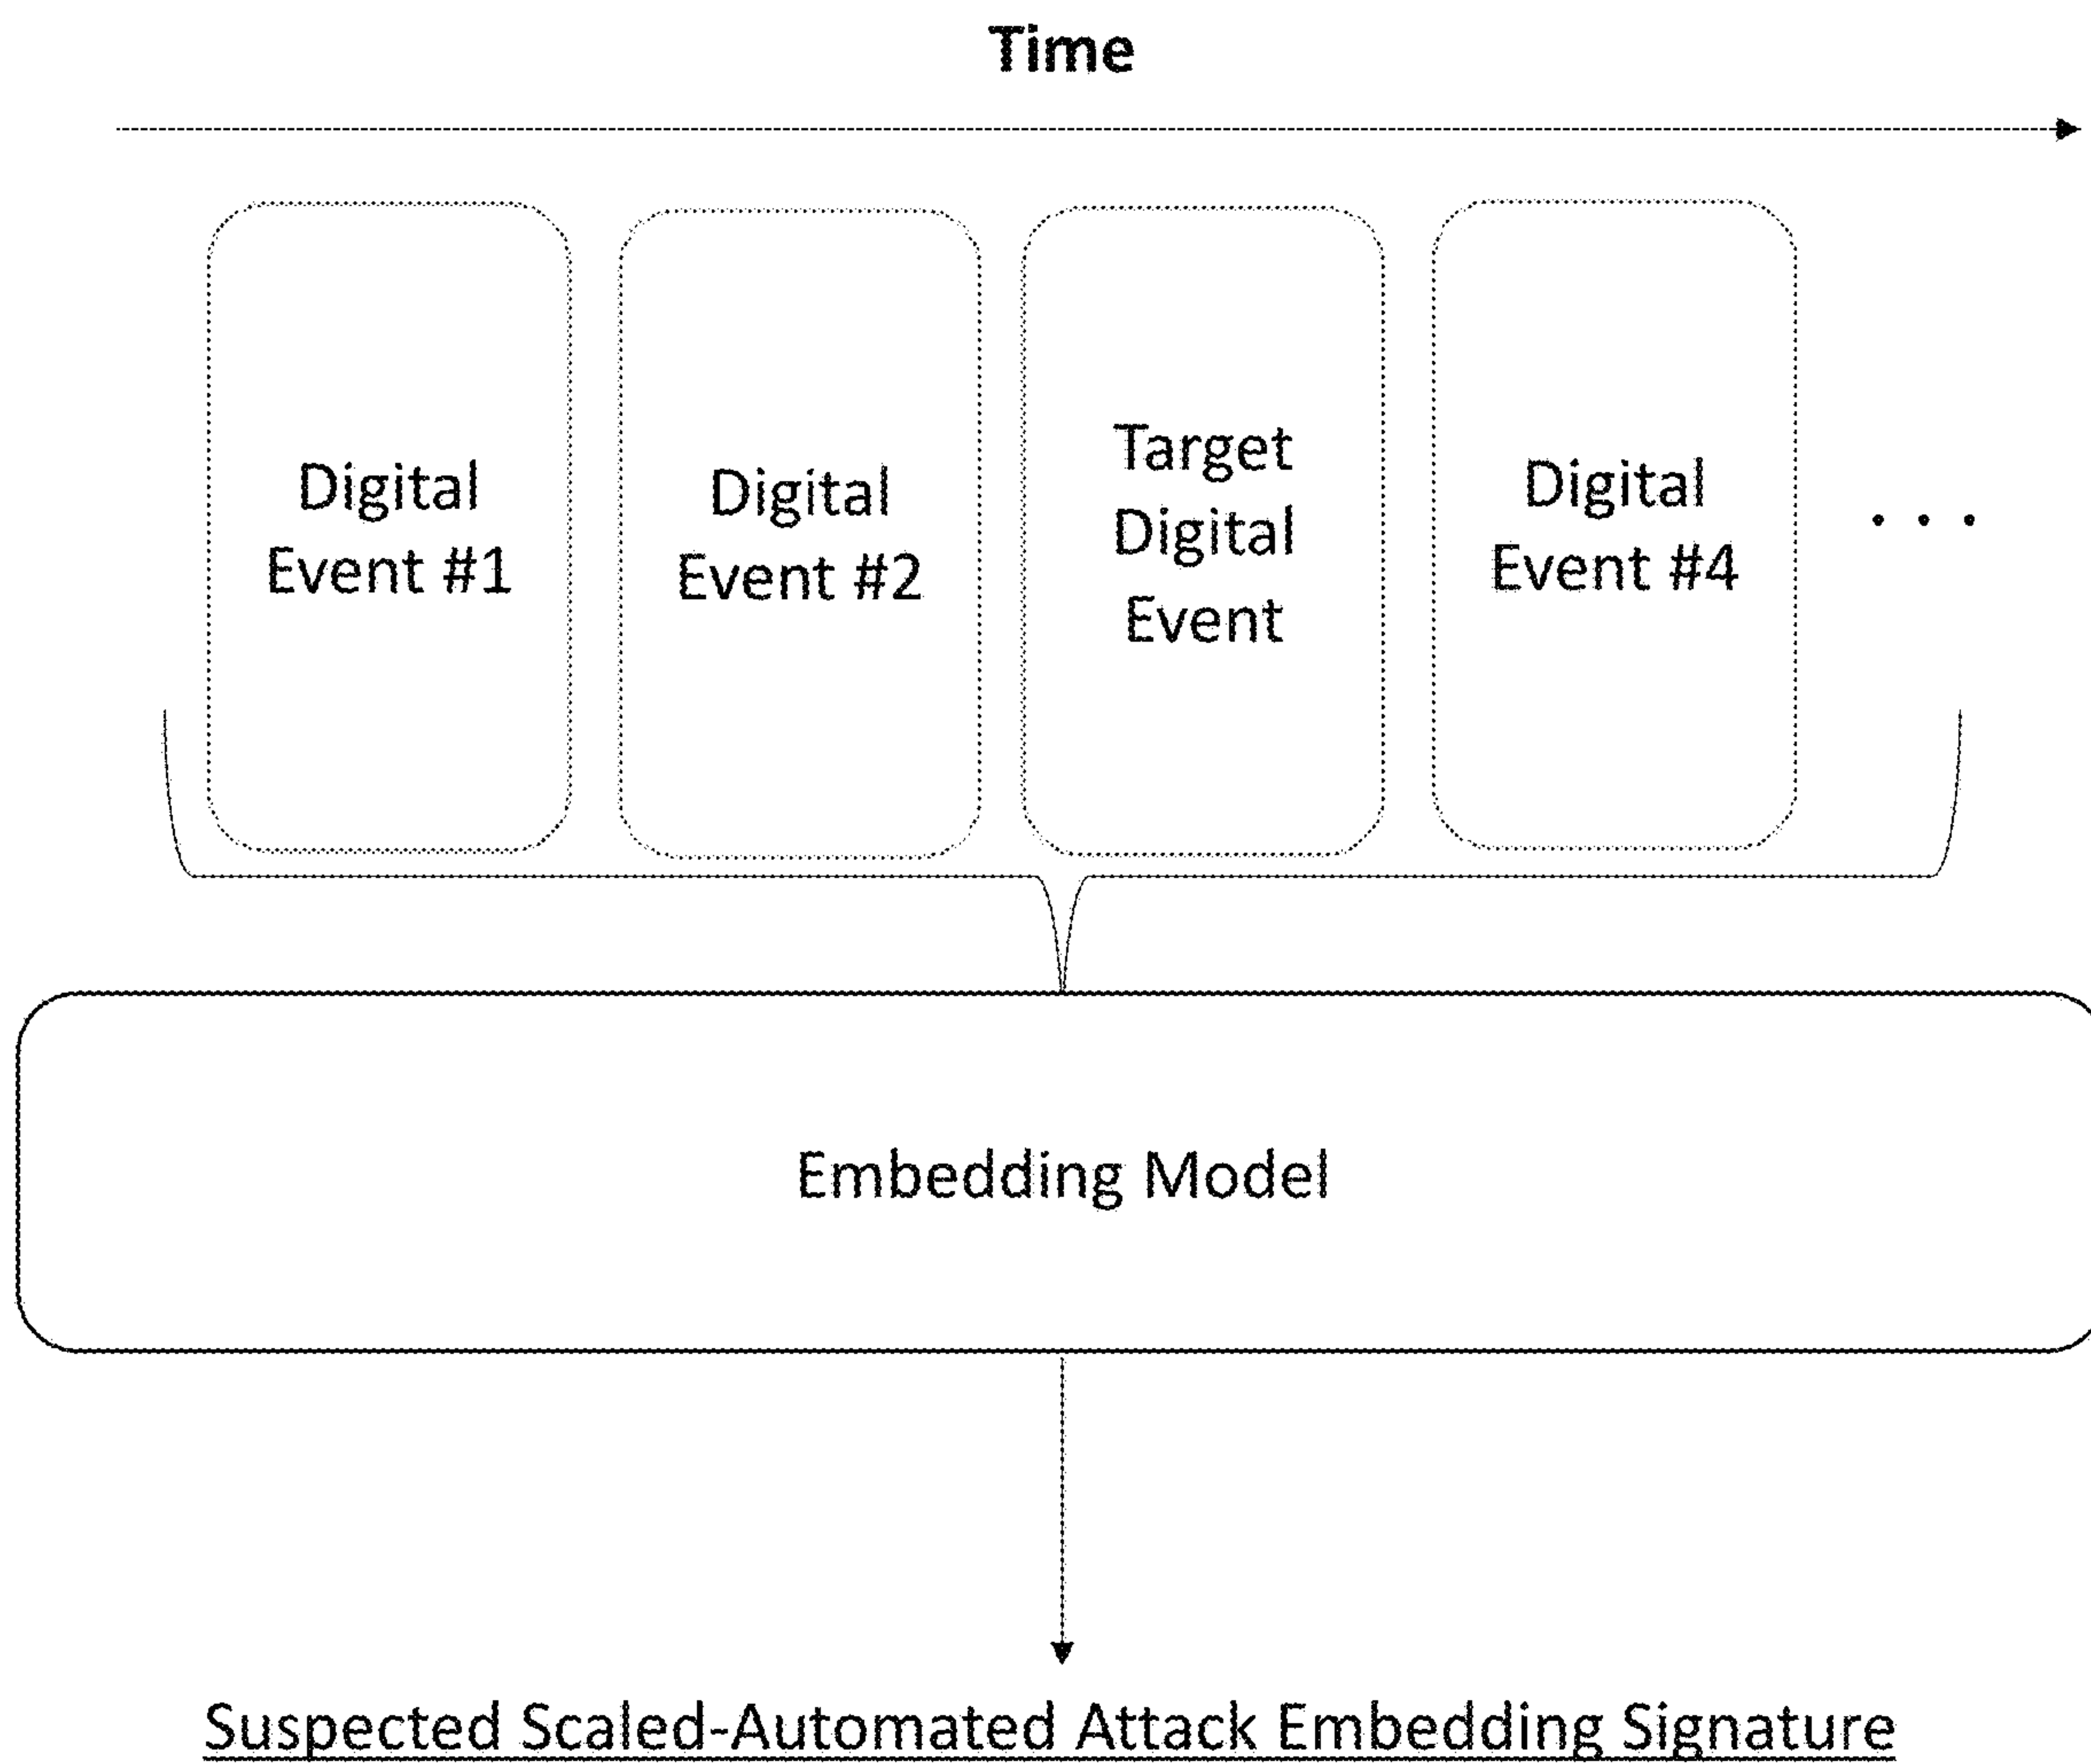 Time
Digital
Event #1
Digital
Event #2
Target
Digital
Event
Digital
Event #4
. . .
Embedding Model
Suspected Scaled-Automated Attack Embedding Signature